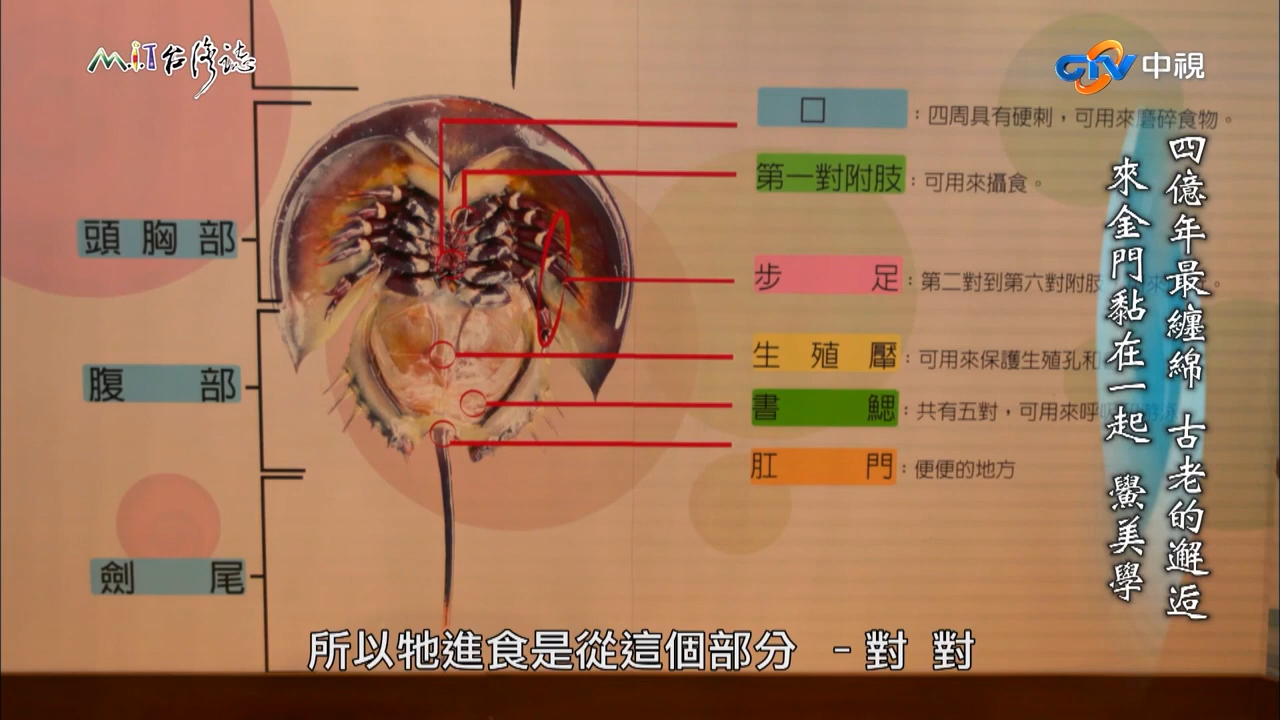 M.i.T台灣誌
CTV中視
口:四周具有硬刺,可用來磨碎食物。
第一對附肢:可用來攝食。
步足:第二對到第六對附肢
生殖壓:可用來保護生殖孔和
書鰓:共有五對,可用來呼
肛門:便便的地方
頭胸部
腹部
劍尾
四億年最纏綿 古老的邂逅
來金門黏在一起 鱟美學
所以牠進食是從這個部分 -對 對